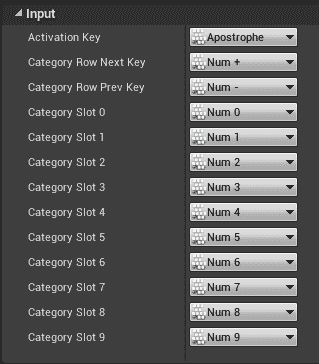 Input
Activation Key Apostrophe
Category Row Next Key Num +
Category Row Prev Key Num -
Category Slot 0 Num 0
Category Slot 1 Num 1
Category Slot 2 Num 2
Category Slot 3 Num 3
Category Slot 4 Num 4
Category Slot 5 Num 5
Category Slot 6 Num 6
Category Slot 7 Num 7
Category Slot 8 Num 8
Category Slot 9 Num 9